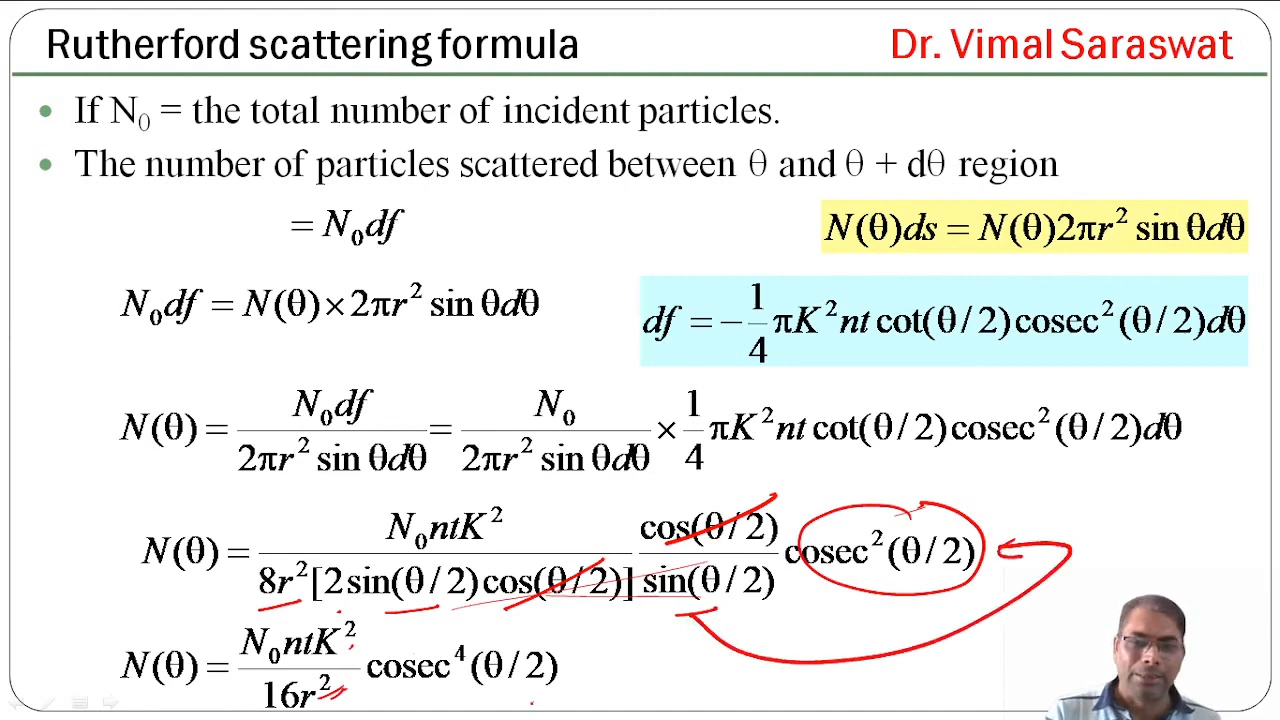 Rutherford scattering formula Dr. Vimal Saraswat
• If N₀ = the total number of incident particles.
• The number of particles scattered between θ and θ + dθ region
= N₀df
N(θ)ds = N(θ)2πr² sin θdθ
N₀df = N(θ) × 2πr² sin θdθ
df = −1/4 πK²nt cot(θ/2)cosec²(θ/2)dθ
N(θ) = N₀df / 2πr² sin θdθ = N₀ / 2πr² sin θdθ × 1/4 πK²nt cot(θ/2)cosec²(θ/2)dθ
N(θ) = N₀ntK² / 8r²[2sin(θ/2)cos(θ/2)] cos(θ/2) / sin(θ/2) cosec²(θ/2)
N(θ) = N₀ntK² / 16r² cosec⁴(θ/2)